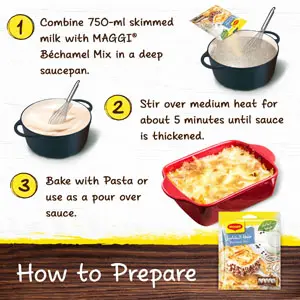 1
Combine 750-ml skimmed
milk with MAGGI®
Béchamel Mix in a deep
saucepan.
2
Stir over medium heat for
about 5 minutes until sauce
is thickened.
3
Bake with Pasta or
use as a pour over
sauce.
MAGGI
How to Prepare